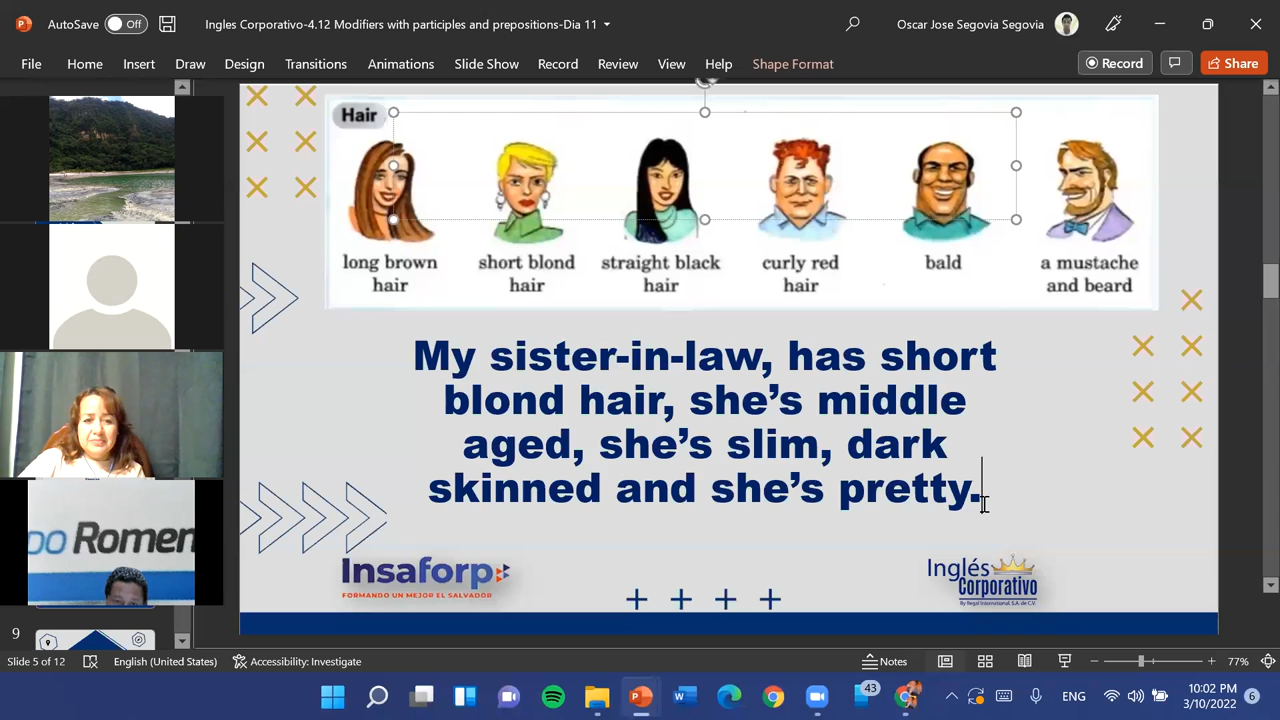 AutoSave Off Ingles Corporativo-4.12 Modifiers with participles and prepositions-Dia 11 Oscar Jose Segovia Segovia
File Home Insert Draw Design Transitions Animations Slide Show Record Review View Help Shape Format Record Share
Hair
long brown hair
short blond hair
straight black hair
curly red hair
bald
a mustache and beard
My sister-in-law, has short
blond hair, she's middle
aged, she's slim, dark
skinned and she's pretty.
oo Romen
Insaforp
FORMANDO UN MEJOR EL SALVADOR
Inglés
Corporativo
By Regal International, S.A. de C.V.
9
Slide 5 of 12 English (United States) Accessibility: Investigate Notes 77%
43 ENG 10:02 PM
3/10/2022 6